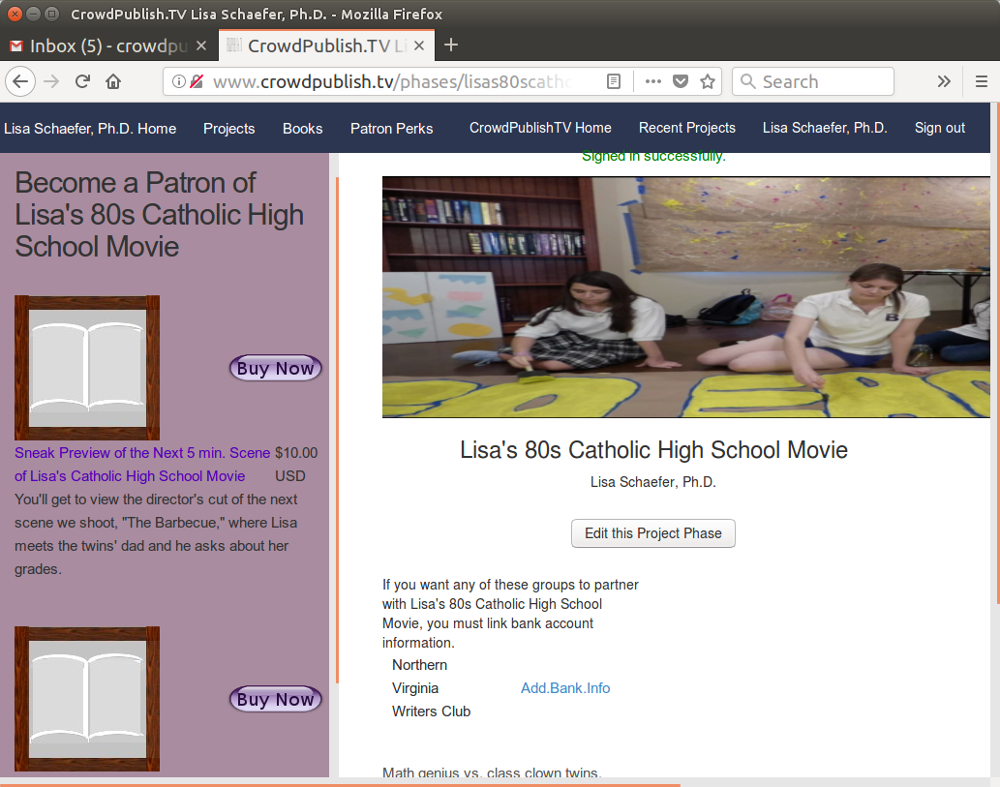 CrowdPublish.TV Lisa Schaefer, Ph.D. - Mozilla Firefox
Inbox (5) - crowdpu
CrowdPublish.TV Li
www.crowdpublish.tv/phases/lisas80scatho
Search
Lisa Schaefer, Ph.D. Home Projects Books Patron Perks CrowdPublishTV Home Recent Projects Lisa Schaefer, Ph.D. Sign out
Signed in successfully.
Become a Patron of
Lisa's 80s Catholic High
School Movie
Buy Now
Sneak Preview of the Next 5 min. Scene $10.00
of Lisa's Catholic High School Movie USD
You'll get to view the director's cut of the next
scene we shoot, "The Barbecue," where Lisa
meets the twins' dad and he asks about her
grades.
Buy Now
Lisa's 80s Catholic High School Movie
Lisa Schaefer, Ph.D.
Edit this Project Phase
If you want any of these groups to partner
with Lisa's 80s Catholic High School
Movie, you must link bank account
information.
Northern
Virginia Add.Bank.Info
Writers Club
Math genius vs. class clown twins.